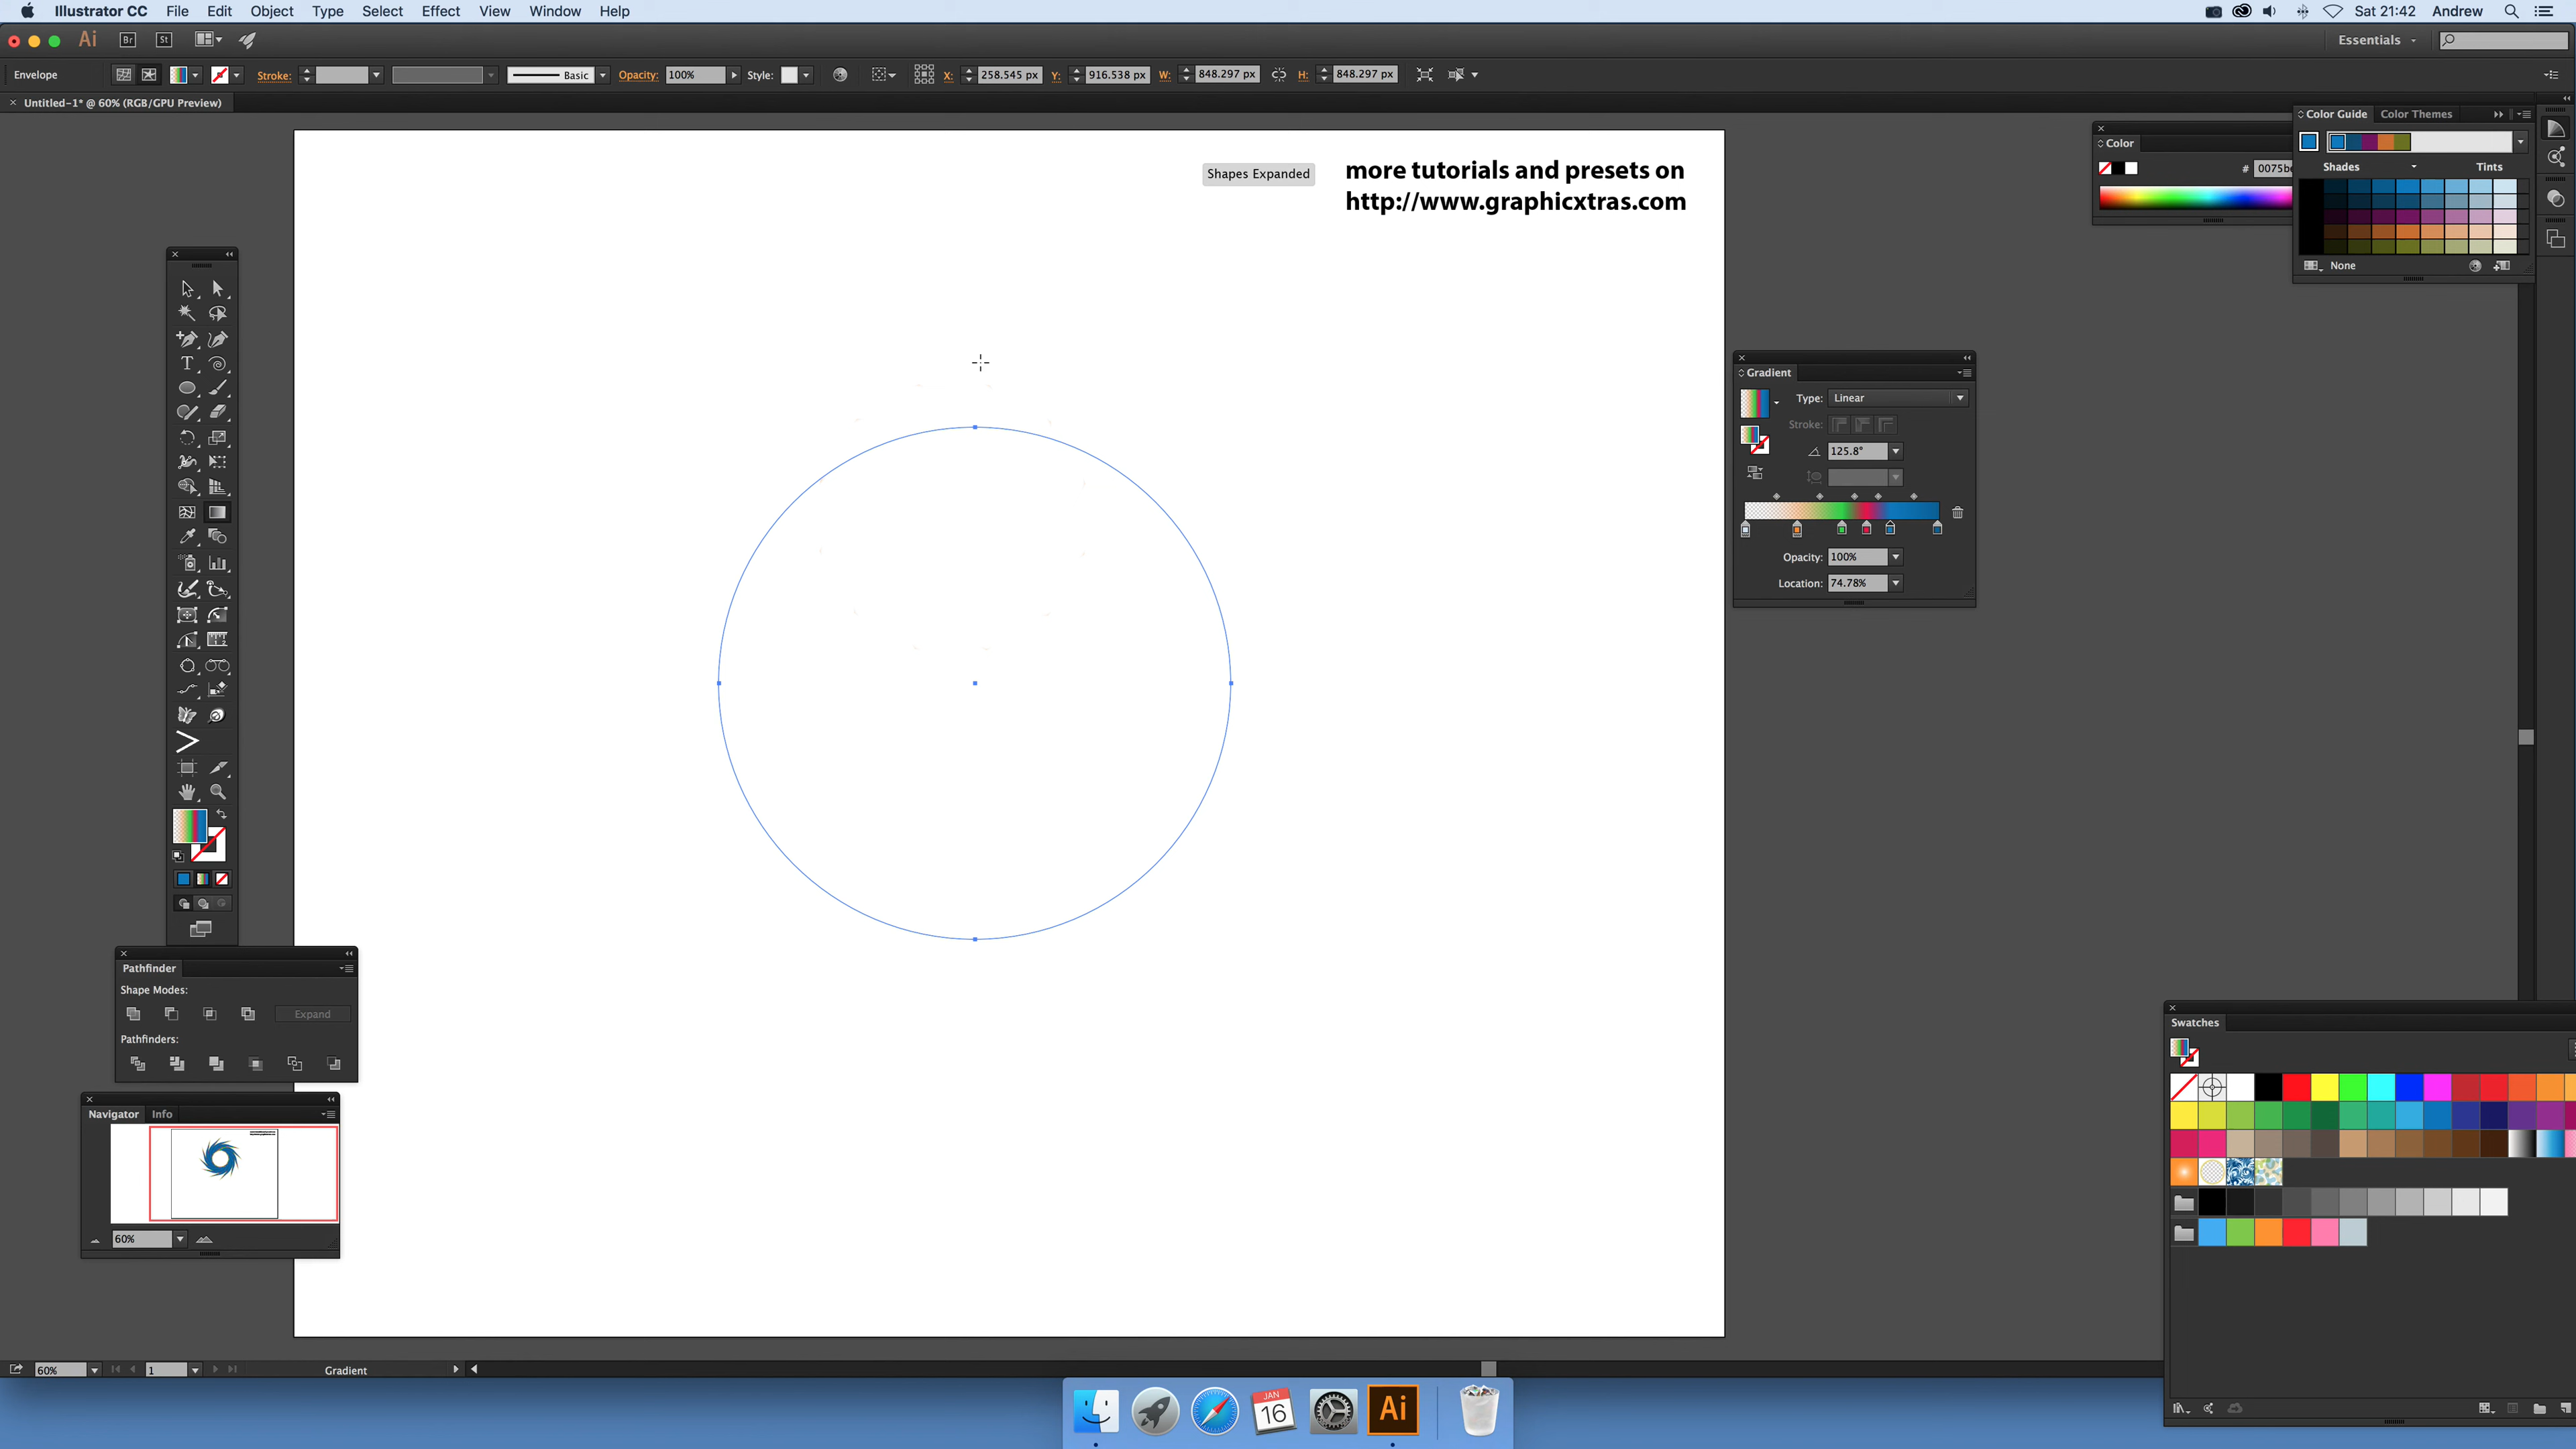 Illustrator CC File Edit Object Type Select Effect View Window Help
Sat 21:42 Andrew
Ai Br St
Essentials
Envelope Stroke: Basic Opacity: 100% Style: X: 258.545 px Y: 916.538 px W: 848.297 px H: 848.297 px
Untitled-1* @ 60% (RGB/GPU Preview)
Color Guide Color Themes
Color
Shades Tints
# 0075b
None
Shapes Expanded
more tutorials and presets on
http://www.graphicxtras.com
Gradient
Type: Linear
Stroke:
125.8°
Opacity: 100%
Location: 74.78%
T
Pathfinder
Shape Modes:
Expand
Pathfinders:
Navigator Info
60%
Swatches
60% 1 Gradient
JAN
16
Ai